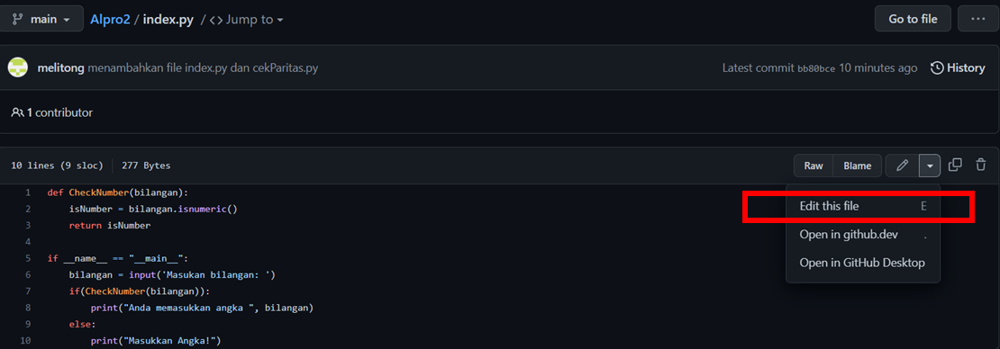 main Alpro2 / index.py / <> Jump to Go to file ...
melitong menambahkan file index.py dan cekParitas.py Latest commit bb80bce 10 minutes ago History
1 contributor
10 lines (9 sloc) 277 Bytes Raw Blame
1 def CheckNumber(bilangan):
2 isNumber = bilangan.isnumeric()
3 return isNumber
4
5 if __name__ == "__main__":
6 bilangan = input('Masukan bilangan: ')
7 if(CheckNumber(bilangan)):
8 print("Anda memasukkan angka ", bilangan)
9 else:
10 print("Masukkan Angka!")
Edit this file E
Open in github.dev .
Open in GitHub Desktop